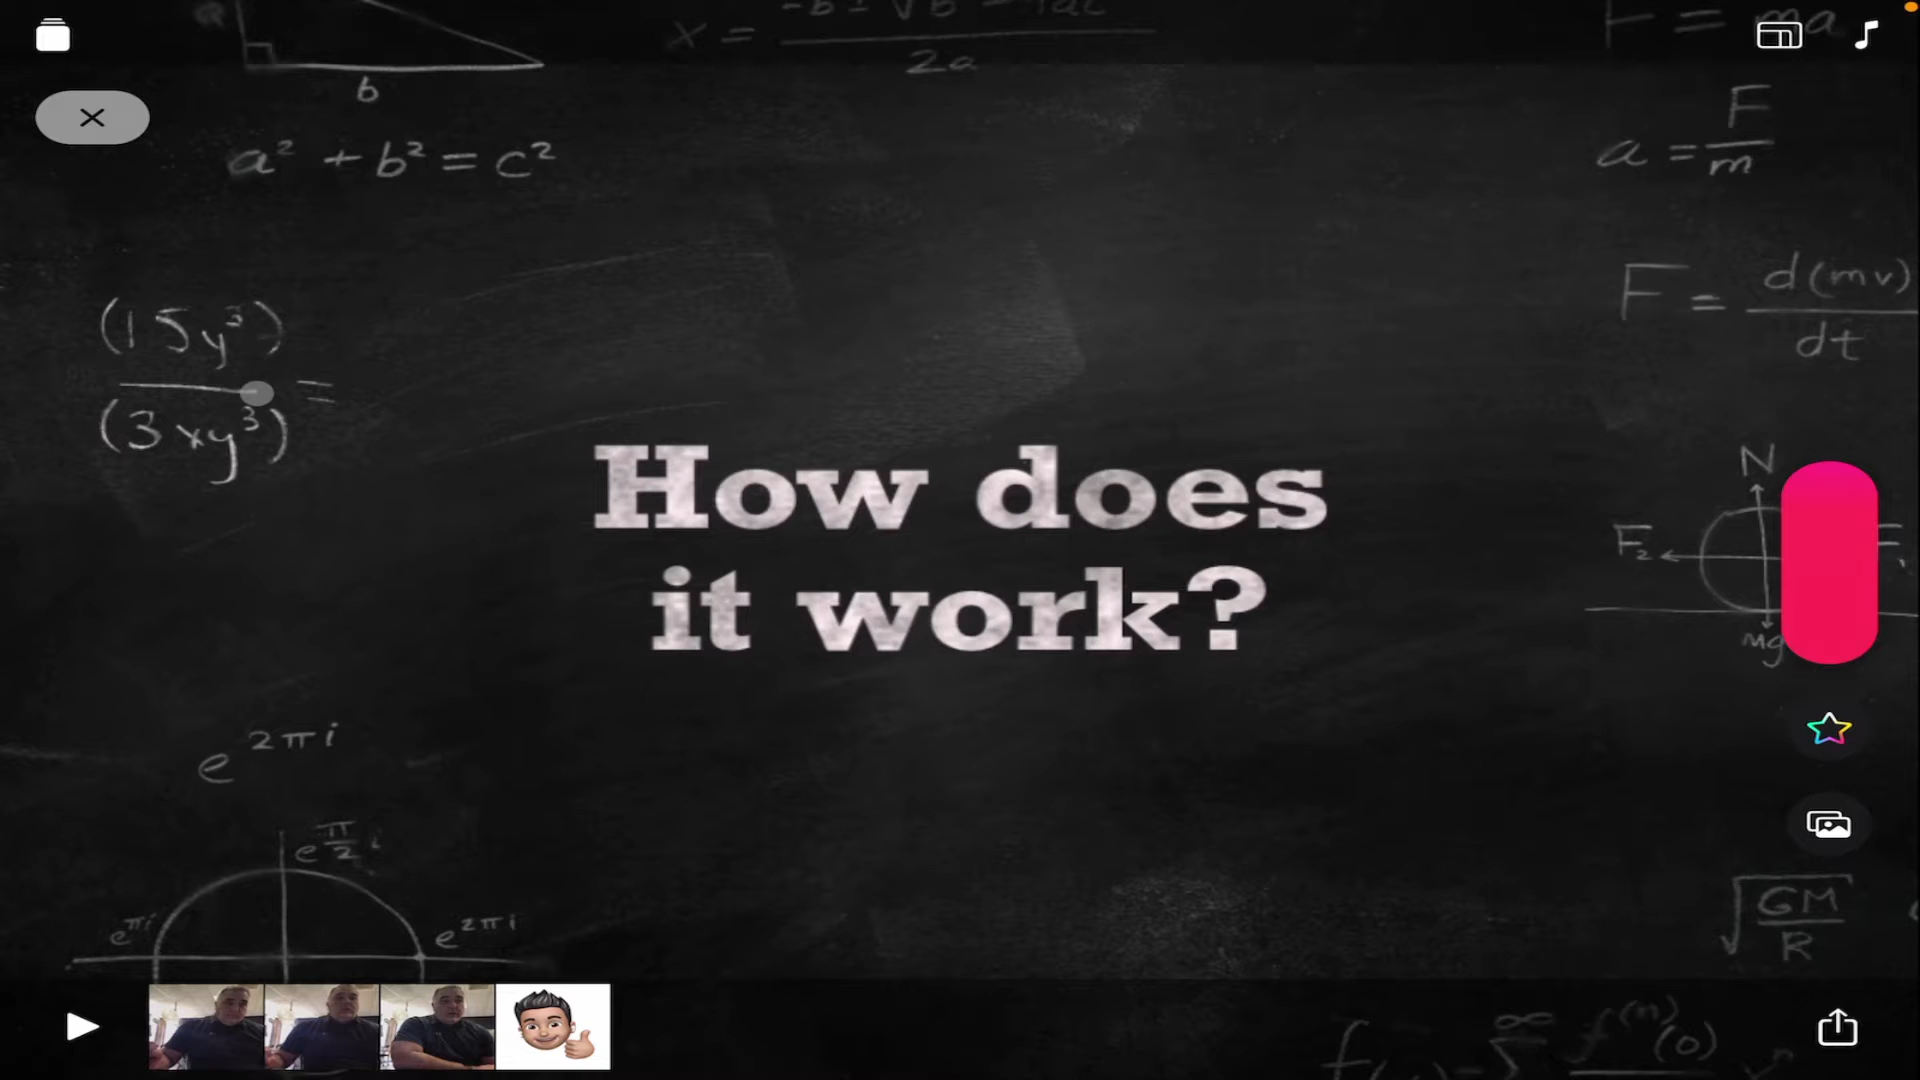 b
2a
a² + b² = c²
a = F/m
F = d(mv)/dt
(15y³)
(3xy³)
=
How does
it work?
N
F₂
mg
e^2πi
e^π/2 i
e^πi
e^2πi
√GM/R